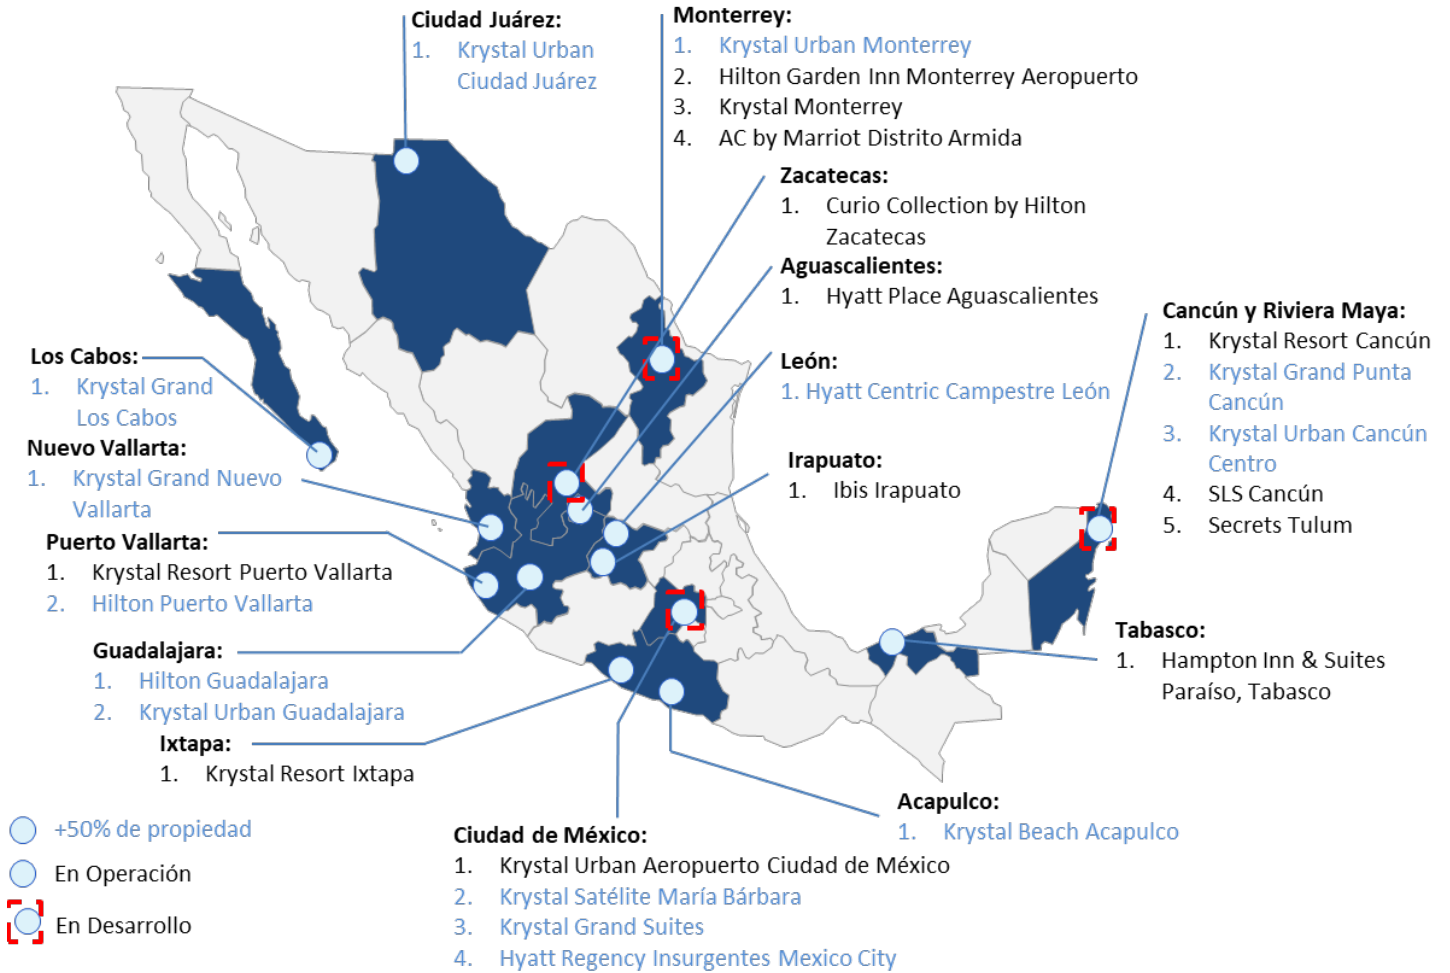 Ciudad Juárez:
1. Krystal Urban
Ciudad Juárez
Monterrey:
1. Krystal Urban Monterrey
2. Hilton Garden Inn Monterrey Aeropuerto
3. Krystal Monterrey
4. AC by Marriot Distrito Armida
Zacatecas:
1. Curio Collection by Hilton
Zacatecas
Aguascalientes:
1. Hyatt Place Aguascalientes
León:
1. Hyatt Centric Campestre León
Irapuato:
1. Ibis Irapuato
Cancún y Riviera Maya:
1. Krystal Resort Cancún
2. Krystal Grand Punta
Cancún
3. Krystal Urban Cancún
Centro
4. SLS Cancún
5. Secrets Tulum
Tabasco:
1. Hampton Inn & Suites
Paraíso, Tabasco
Los Cabos:
1. Krystal Grand
Los Cabos
Nuevo Vallarta:
1. Krystal Grand Nuevo
Vallarta
Puerto Vallarta:
1. Krystal Resort Puerto Vallarta
2. Hilton Puerto Vallarta
Guadalajara:
1. Hilton Guadalajara
2. Krystal Urban Guadalajara
Ixtapa:
1. Krystal Resort Ixtapa
Acapulco:
1. Krystal Beach Acapulco
Ciudad de México:
1. Krystal Urban Aeropuerto Ciudad de México
2. Krystal Satélite María Bárbara
3. Krystal Grand Suites
4. Hyatt Regency Insurgentes Mexico City
+50% de propiedad
En Operación
En Desarrollo